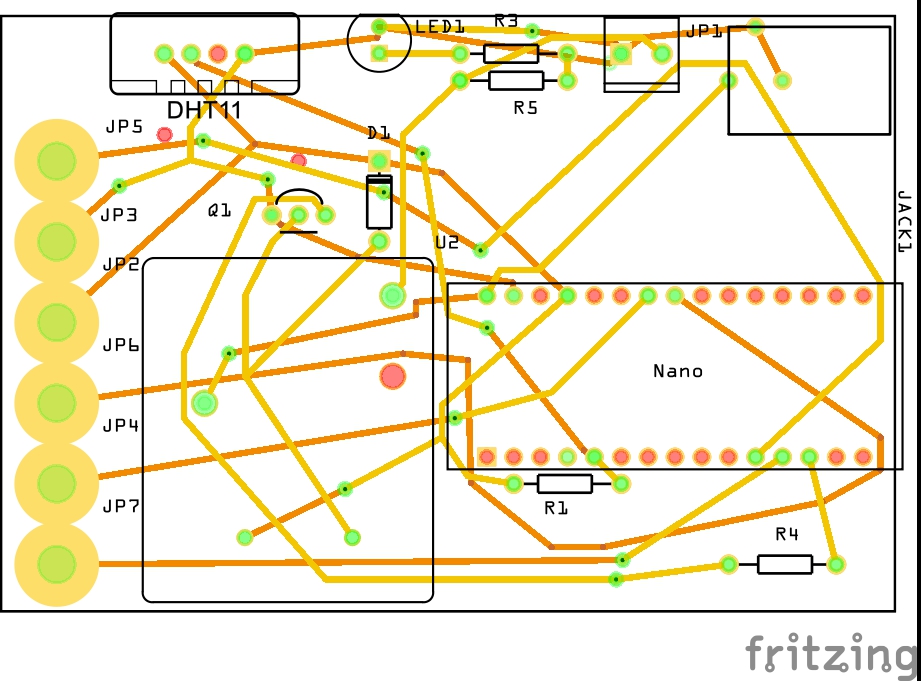 R3
LED1
JP1
R5
DHT11
JP5
D1
JP3
Q1
U2
JACK1
JP2
JP6
Nano
JP4
JP7
R1
R4
fritzing